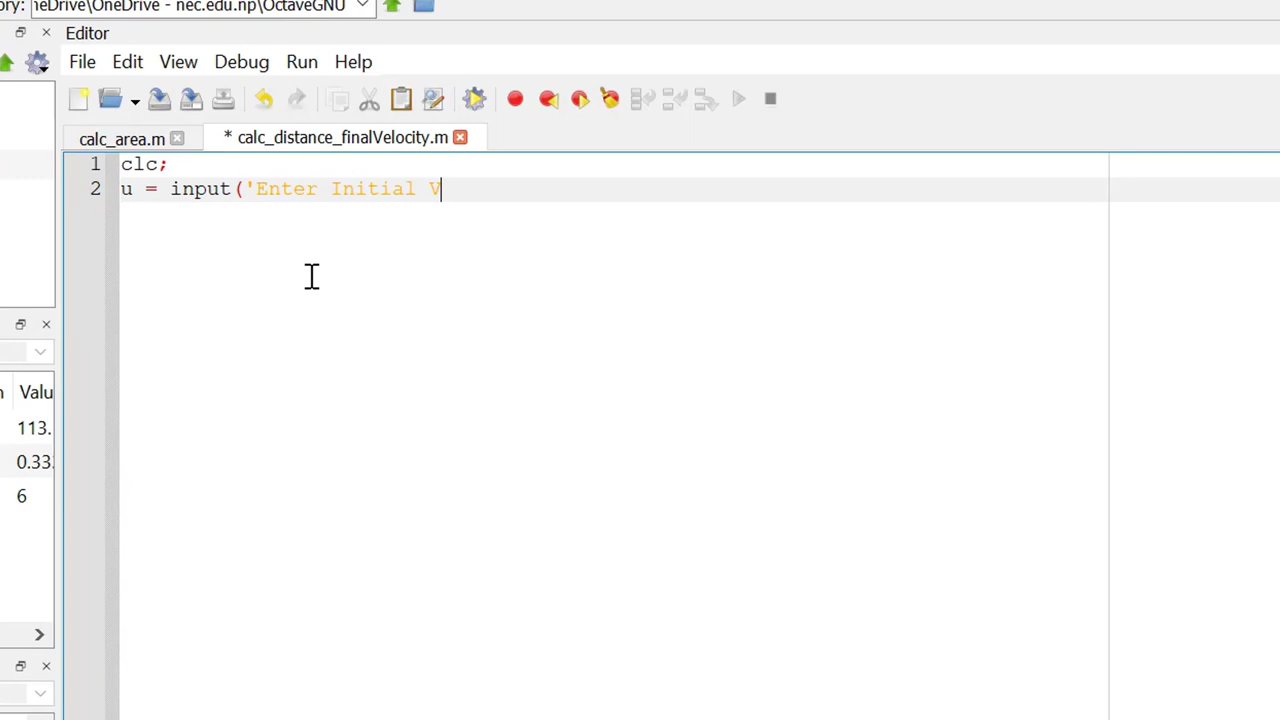 ory: neDrive\OneDrive - nec.edu.np\OctaveGNU
Editor
File Edit View Debug Run Help
calc_area.m * calc_distance_finalVelocity.m
1 clc;
2 u = input('Enter Initial V
Valu
113.
0.33
6